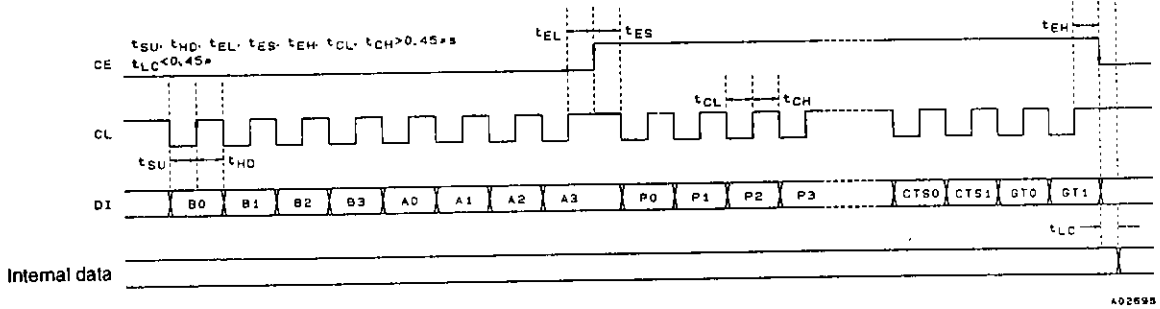 tEL tES tEH
tSU, tHD, tEL, tES, tEH, tCL, tCH>0.45μs
tLC<0.45μ
CE
tCL tCH
CL
tSU tHD
DI B0 B1 B2 B3 A0 A1 A2 A3 P0 P1 P2 P3 CTS0 CTS1 GT0 GT1
tLC
Internal data
A02695